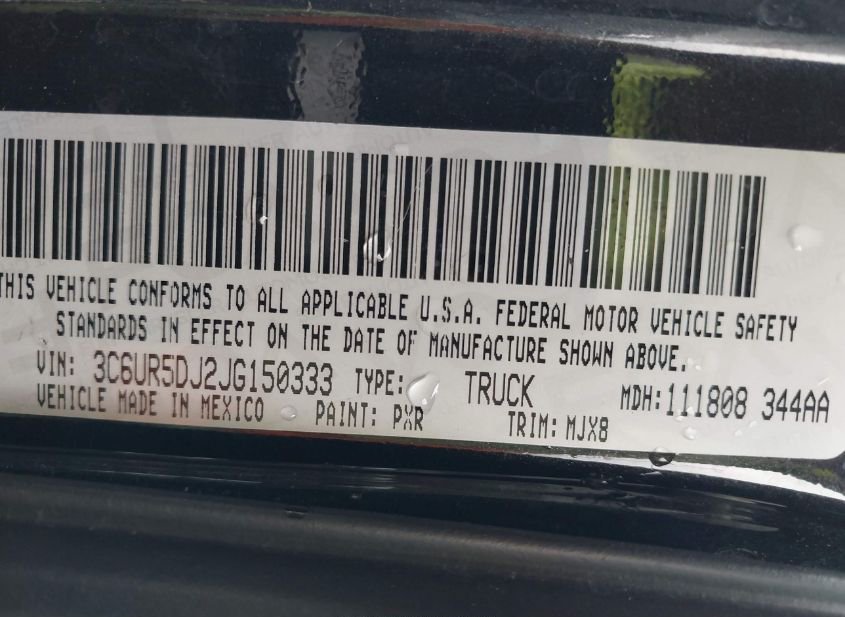 THIS VEHICLE CONFORMS TO ALL APPLICABLE U.S.A. FEDERAL MOTOR VEHICLE SAFETY
STANDARDS IN EFFECT ON THE DATE OF MANUFACTURE SHOWN ABOVE.
VIN: 3C6UR5DJ2JG150333 TYPE: TRUCK MDH:111808 344AA
VEHICLE MADE IN MEXICO PAINT: PXR TRIM: MJX8